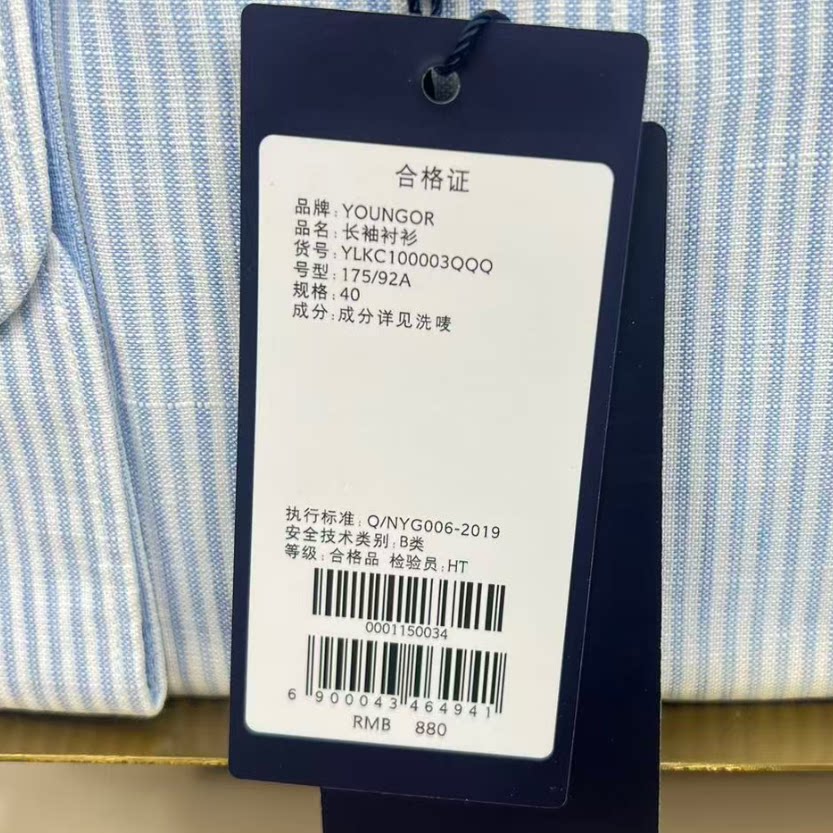 合格证
品牌:YOUNGOR
品名:长袖衬衫
货号:YLKC100003QQQ
号型:175/92A
规格:40
成分:成分详见洗唛
执行标准: Q/NYG006-2019
安全技术类别:B类
等级:合格品 检验员:HT
0001150034
6 900043 464941
RMB 880